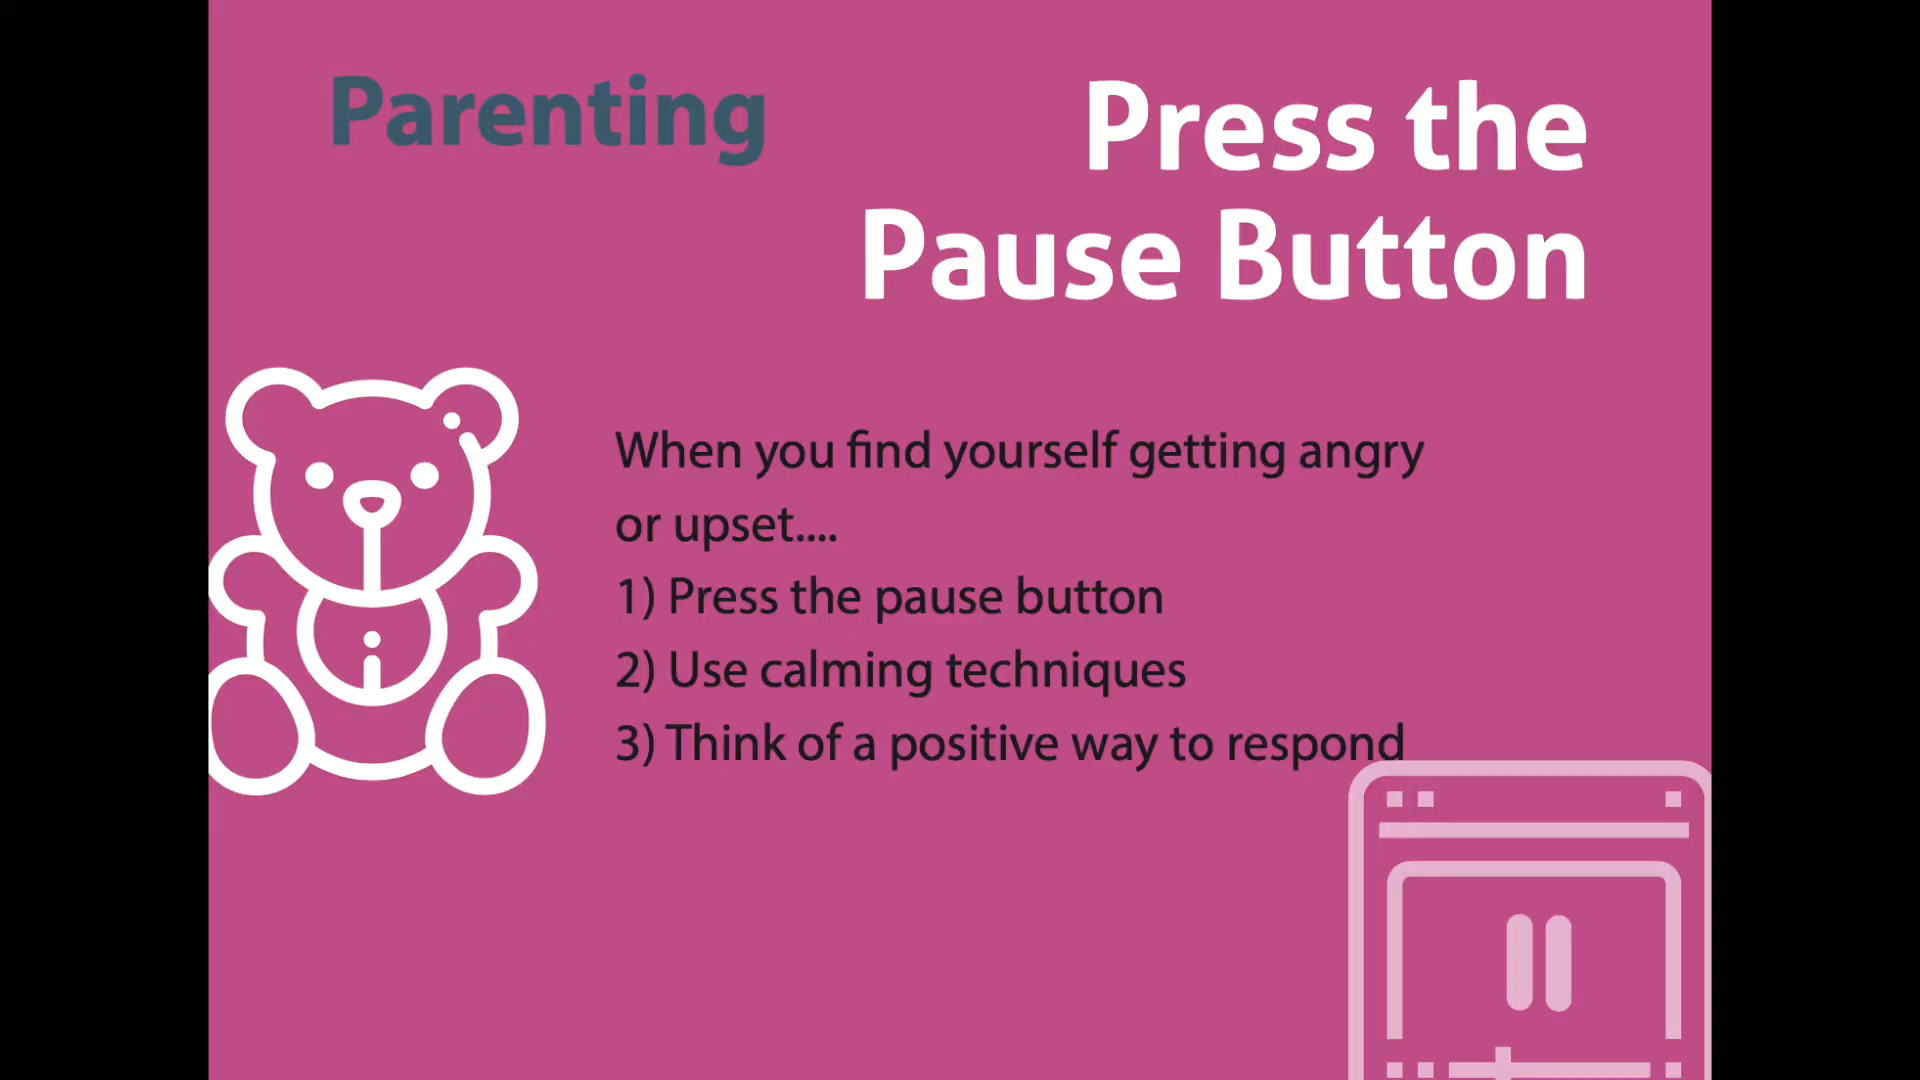 Parenting
Press the
Pause Button
When you find yourself getting angry
or upset....
1) Press the pause button
2) Use calming techniques
3) Think of a positive way to respond